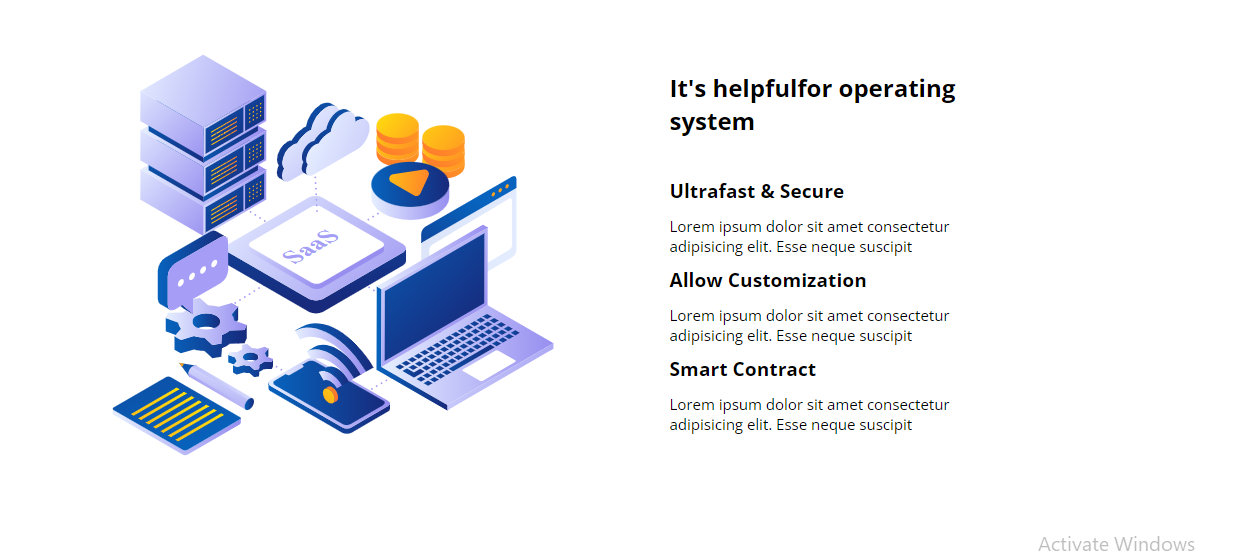 SaaS
It's helpfulfor operating
system
Ultrafast & Secure
Lorem ipsum dolor sit amet consectetur
adipisicing elit. Esse neque suscipit
Allow Customization
Lorem ipsum dolor sit amet consectetur
adipisicing elit. Esse neque suscipit
Smart Contract
Lorem ipsum dolor sit amet consectetur
adipisicing elit. Esse neque suscipit
Activate Windows